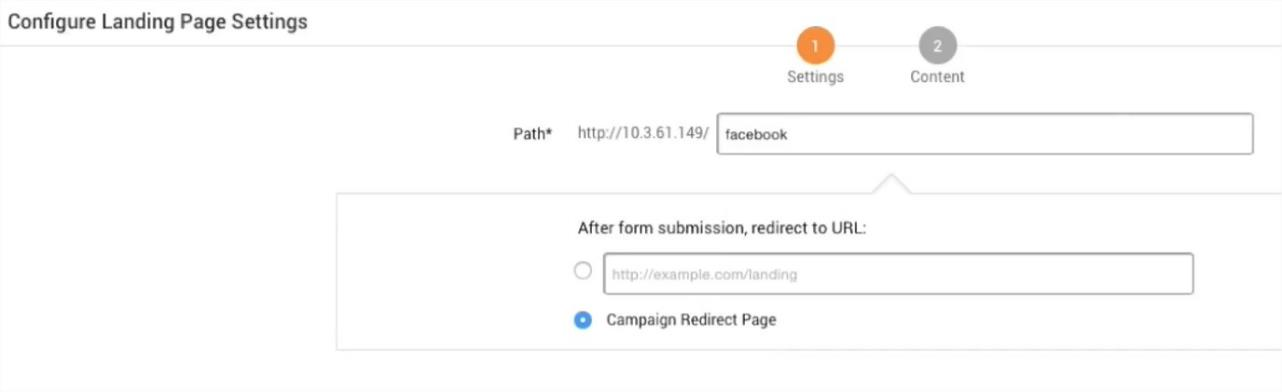 Configure Landing Page Settings
1 2
Settings Content
Path* http://10.3.61.149/ facebook
After form submission, redirect to URL:
http://example.com/landing
Campaign Redirect Page